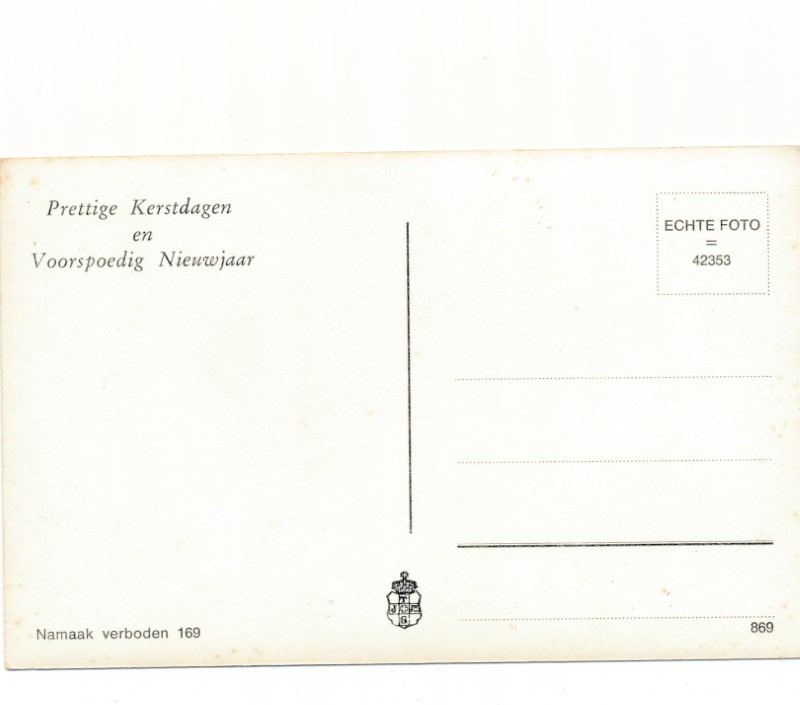 Prettige Kerstdagen
en
Voorspoedig Nieuwjaar
ECHTE FOTO
=
42353
Namaak verboden 169
869